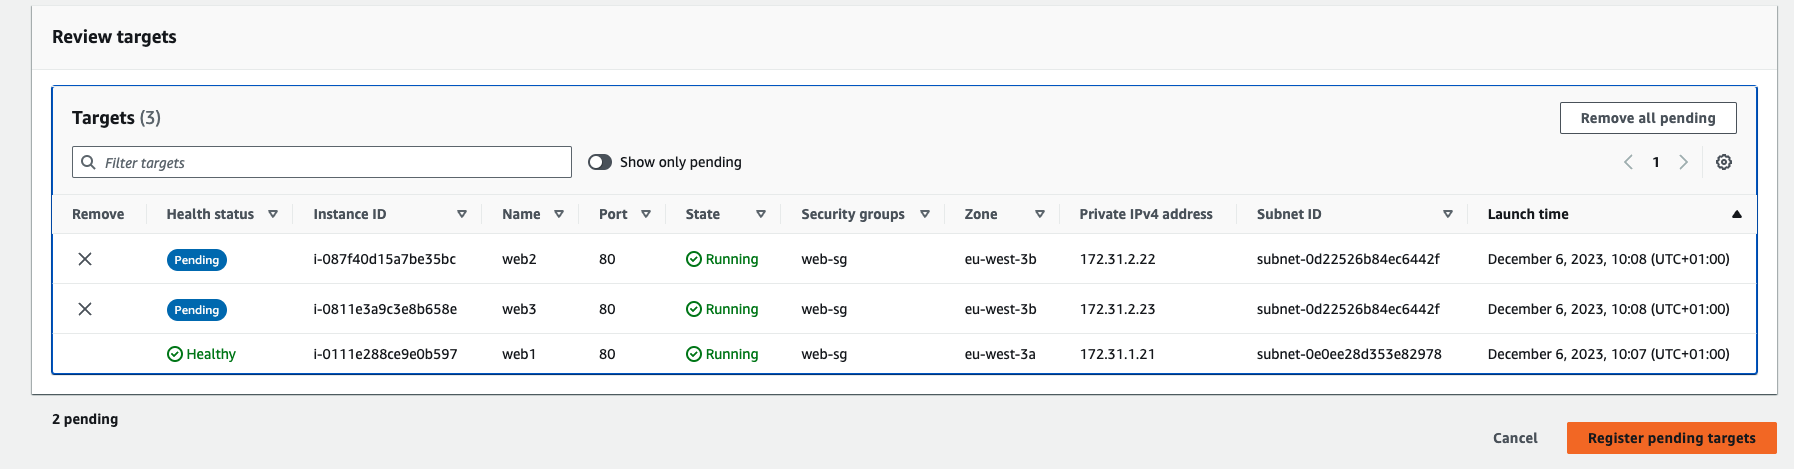 Review targets
Targets (3)
Remove all pending
Filter targets
Show only pending
1
Remove Health status Instance ID Name Port State Security groups Zone Private IPv4 address Subnet ID Launch time
Pending i-087f40d15a7be35bc web2 80 Running web-sg eu-west-3b 172.31.2.22 subnet-0d22526b84ec6442f December 6, 2023, 10:08 (UTC+01:00)
Pending i-0811e3a9c3e8b658e web3 80 Running web-sg eu-west-3b 172.31.2.23 subnet-0d22526b84ec6442f December 6, 2023, 10:08 (UTC+01:00)
Healthy i-0111e288ce9e0b597 web1 80 Running web-sg eu-west-3a 172.31.1.21 subnet-0e0ee28d353e82978 December 6, 2023, 10:07 (UTC+01:00)
2 pending
Cancel
Register pending targets